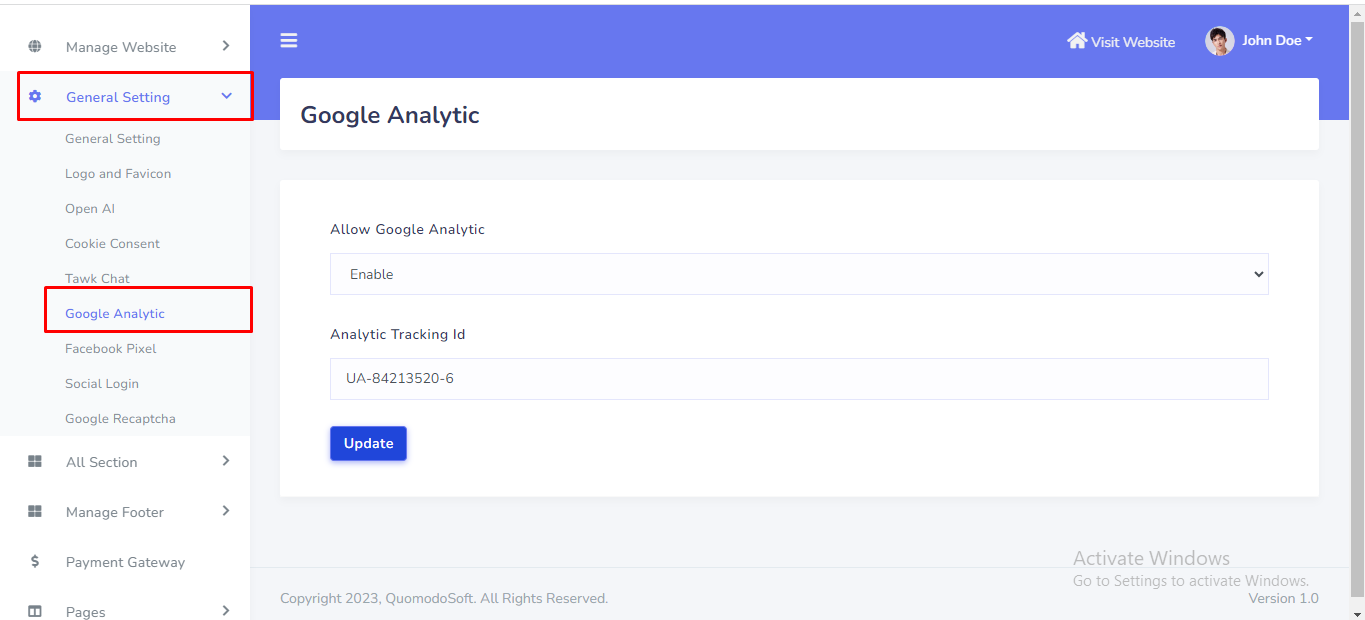 Manage Website
General Setting
General Setting
Logo and Favicon
Open AI
Cookie Consent
Tawk Chat
Google Analytic
Facebook Pixel
Social Login
Google Recaptcha
All Section
Manage Footer
Payment Gateway
Pages
Visit Website
John Doe
Google Analytic
Allow Google Analytic
Enable
Analytic Tracking Id
UA-84213520-6
Update
Activate Windows
Go to Settings to activate Windows.
Copyright 2023, QuomodoSoft. All Rights Reserved.
Version 1.0